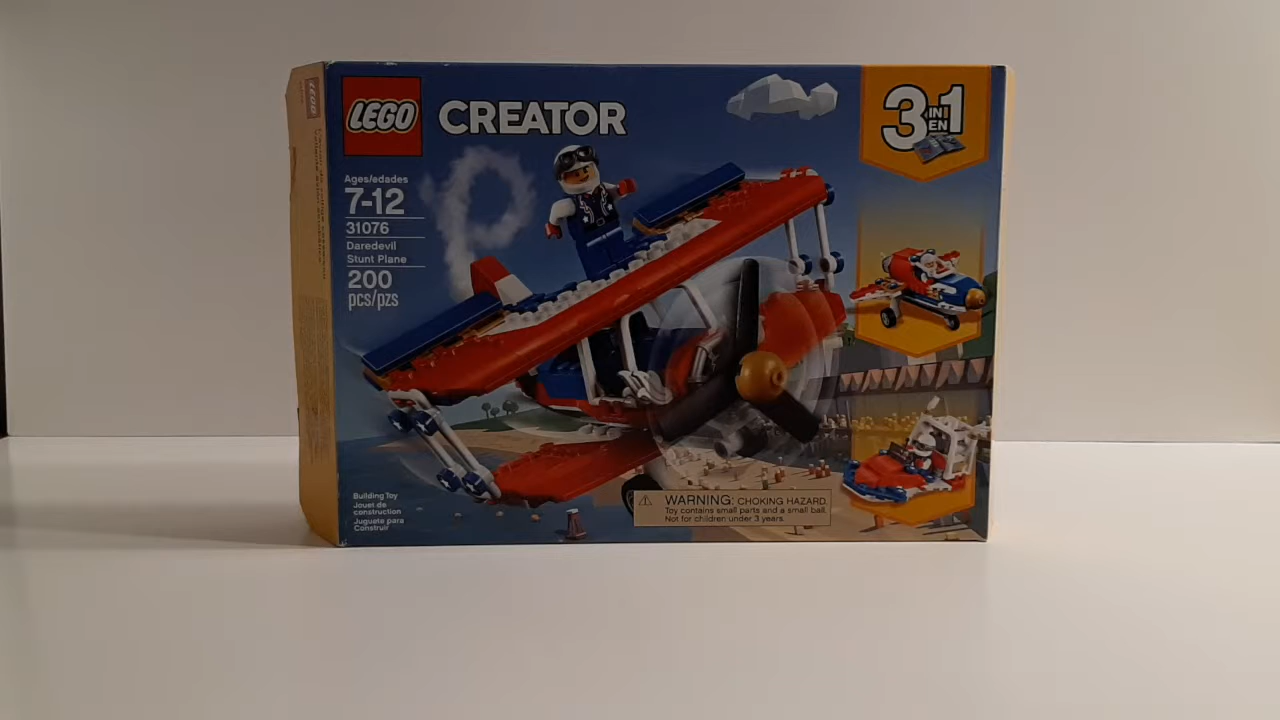 LEGO
CREATOR
3 IN EN 1
Ages/edades
7-12
31076
Daredevil
Stunt Plane
200
pcs/pzs
Building Toy
Jouet de
construction
Juguete para
Construir
WARNING: CHOKING HAZARD.
Toy contains small parts and a small ball.
Not for children under 3 years.
LEGO